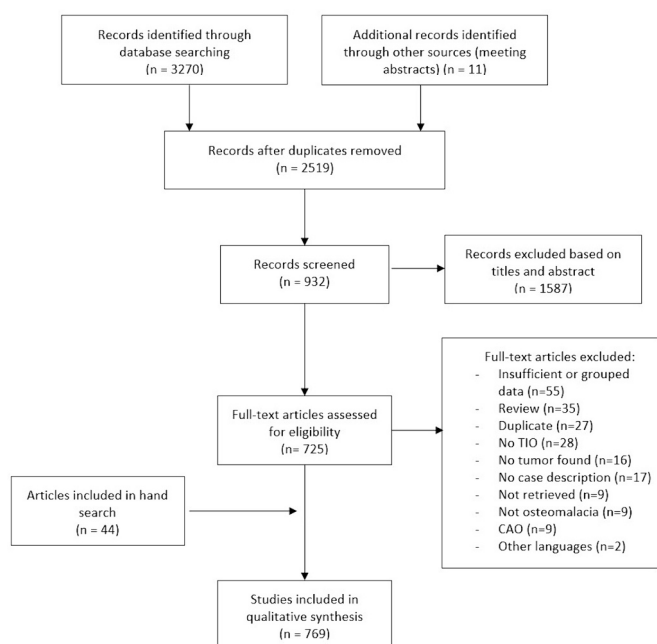 Records identified through
database searching
(n = 3270)
Additional records identified
through other sources (meeting
abstracts) (n = 11)
Records after duplicates removed
(n = 2519)
Records screened
(n = 932)
Records excluded based on
titles and abstract
(n = 1587)
Full-text articles assessed
for eligibility
(n = 725)
Full-text articles excluded:
- Insufficient or grouped
data (n=55)
- Review (n=35)
- Duplicate (n=27)
- No TIO (n=28)
- No tumor found (n=16)
- No case description (n=17)
- Not retrieved (n=9)
- Not osteomalacia (n=9)
- CAO (n=9)
- Other languages (n=2)
Articles included in hand
search
(n = 44)
Studies included in
qualitative synthesis
(n = 769)